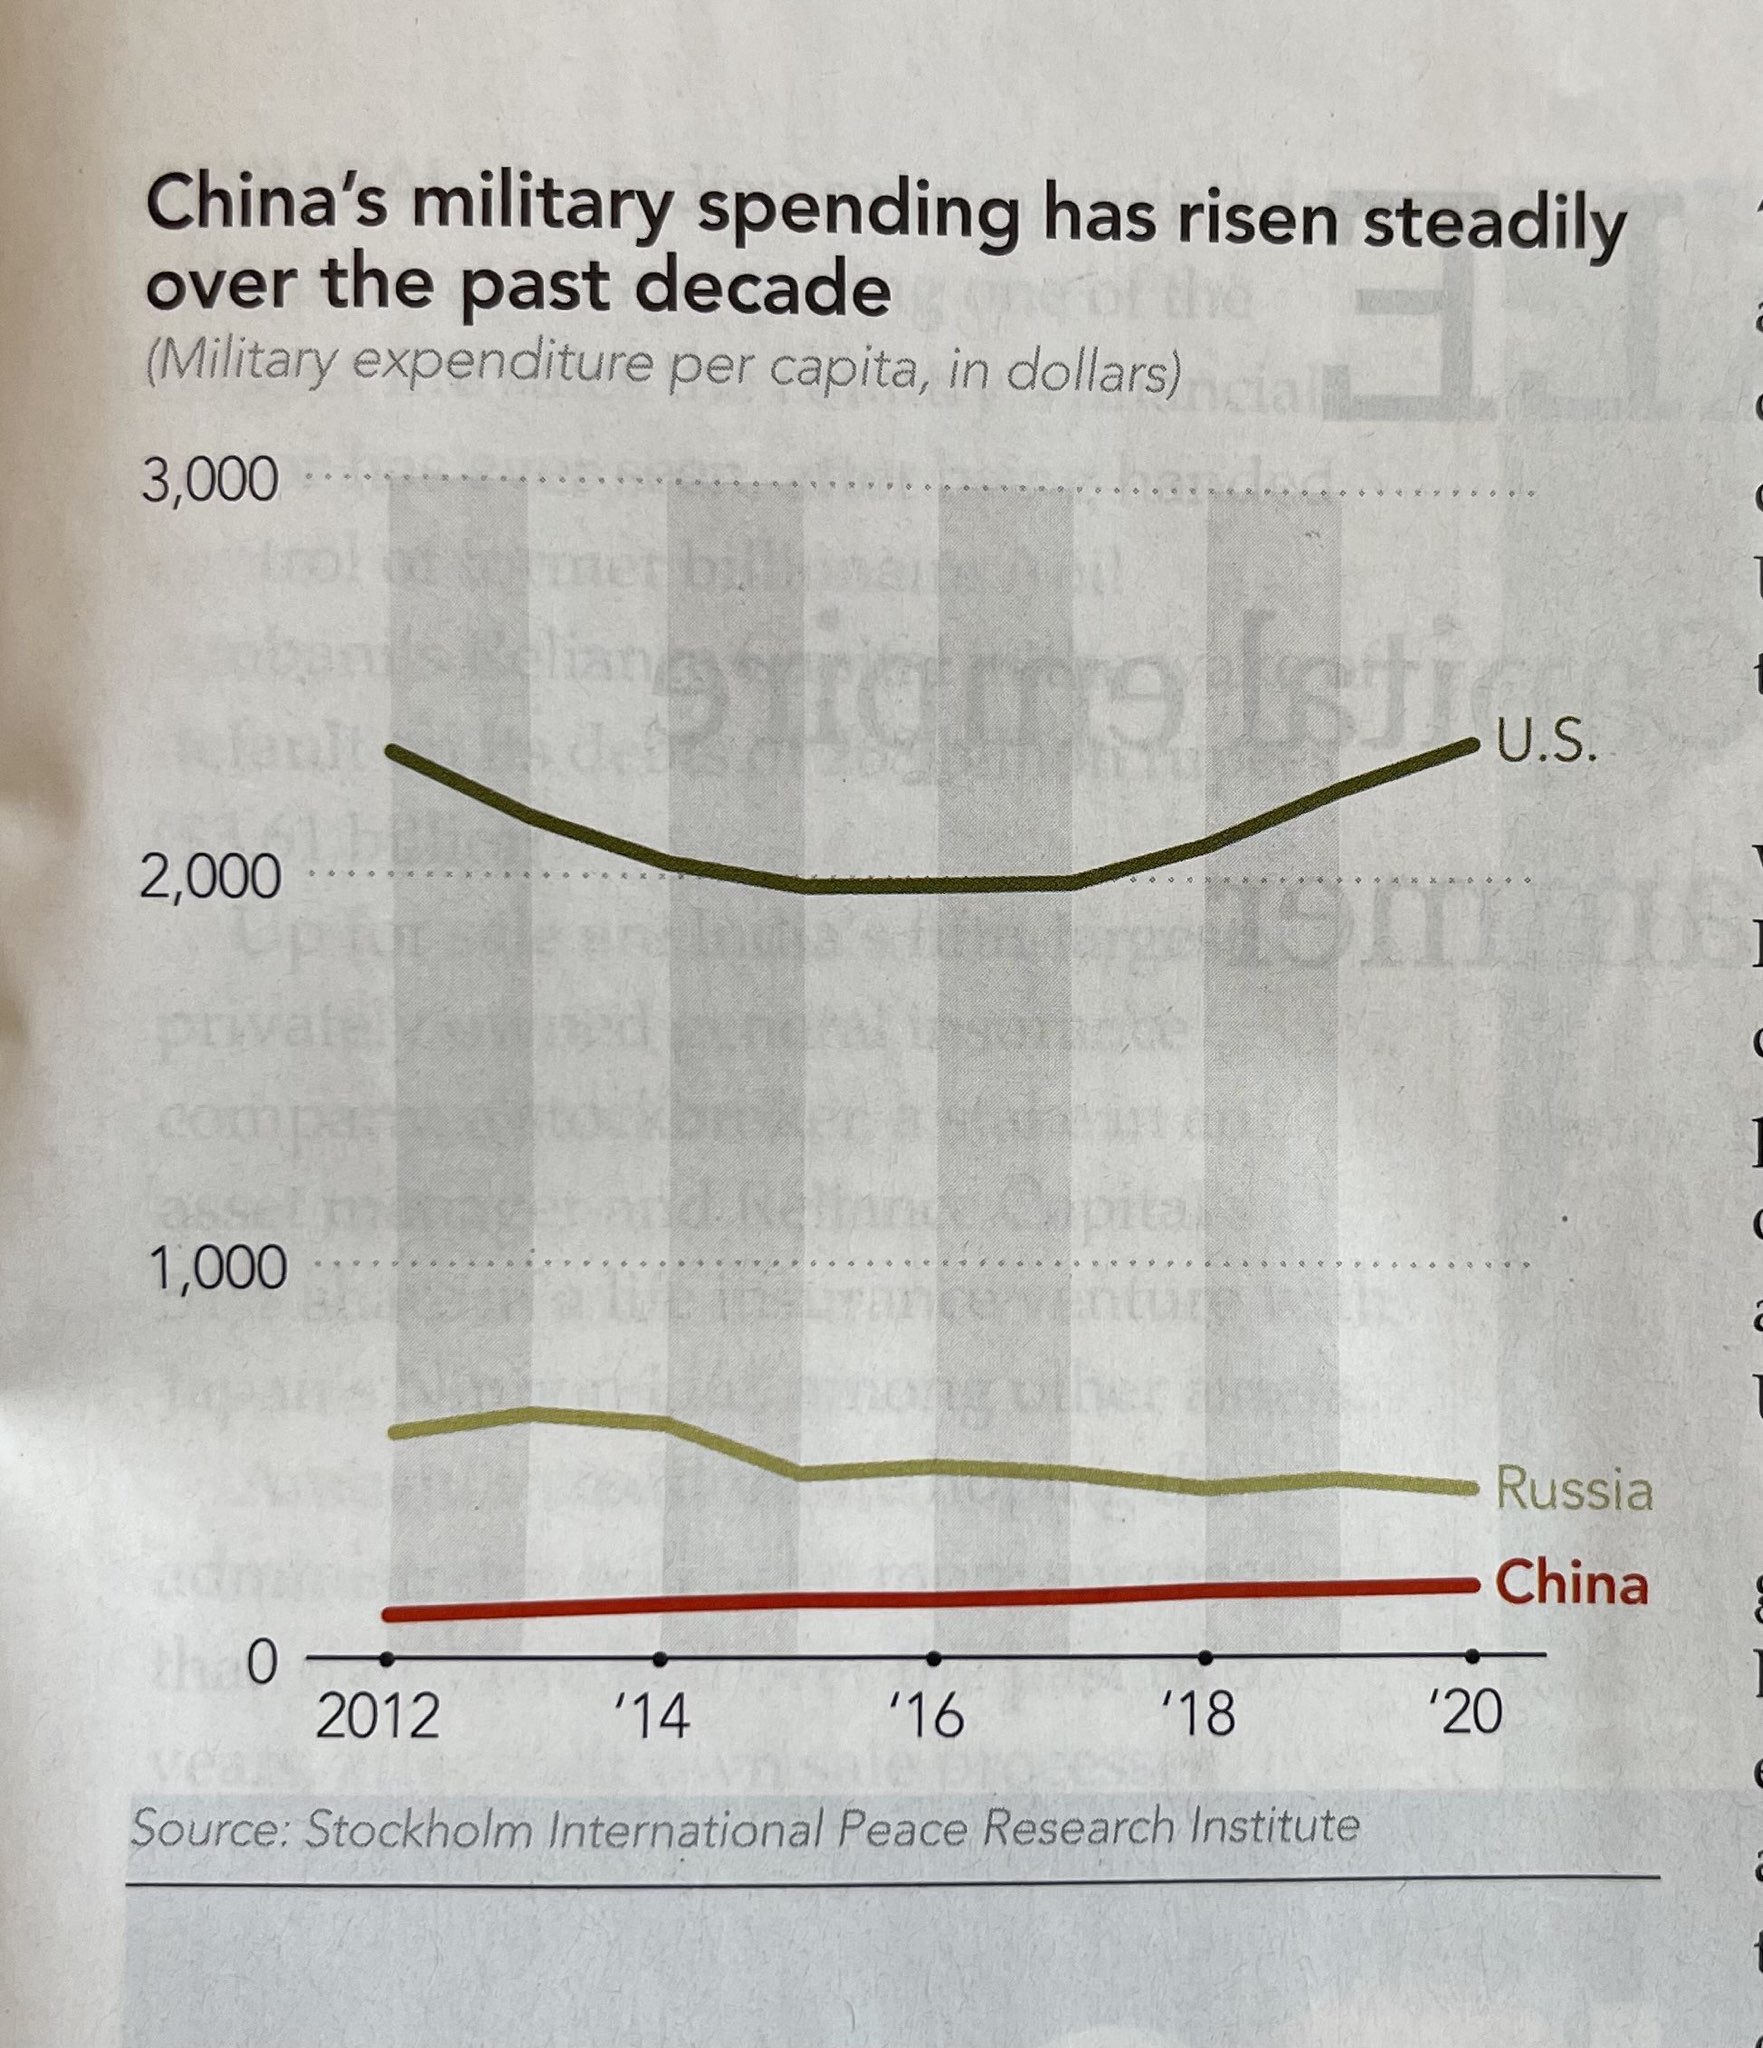 China's military spending has risen steadily
over the past decade
(Military expenditure per capita, in dollars)
3,000
U.S.
2,000
1,000
Russia
China
0
2012 '14 '16 '18 '20
Source: Stockholm International Peace Research Institute